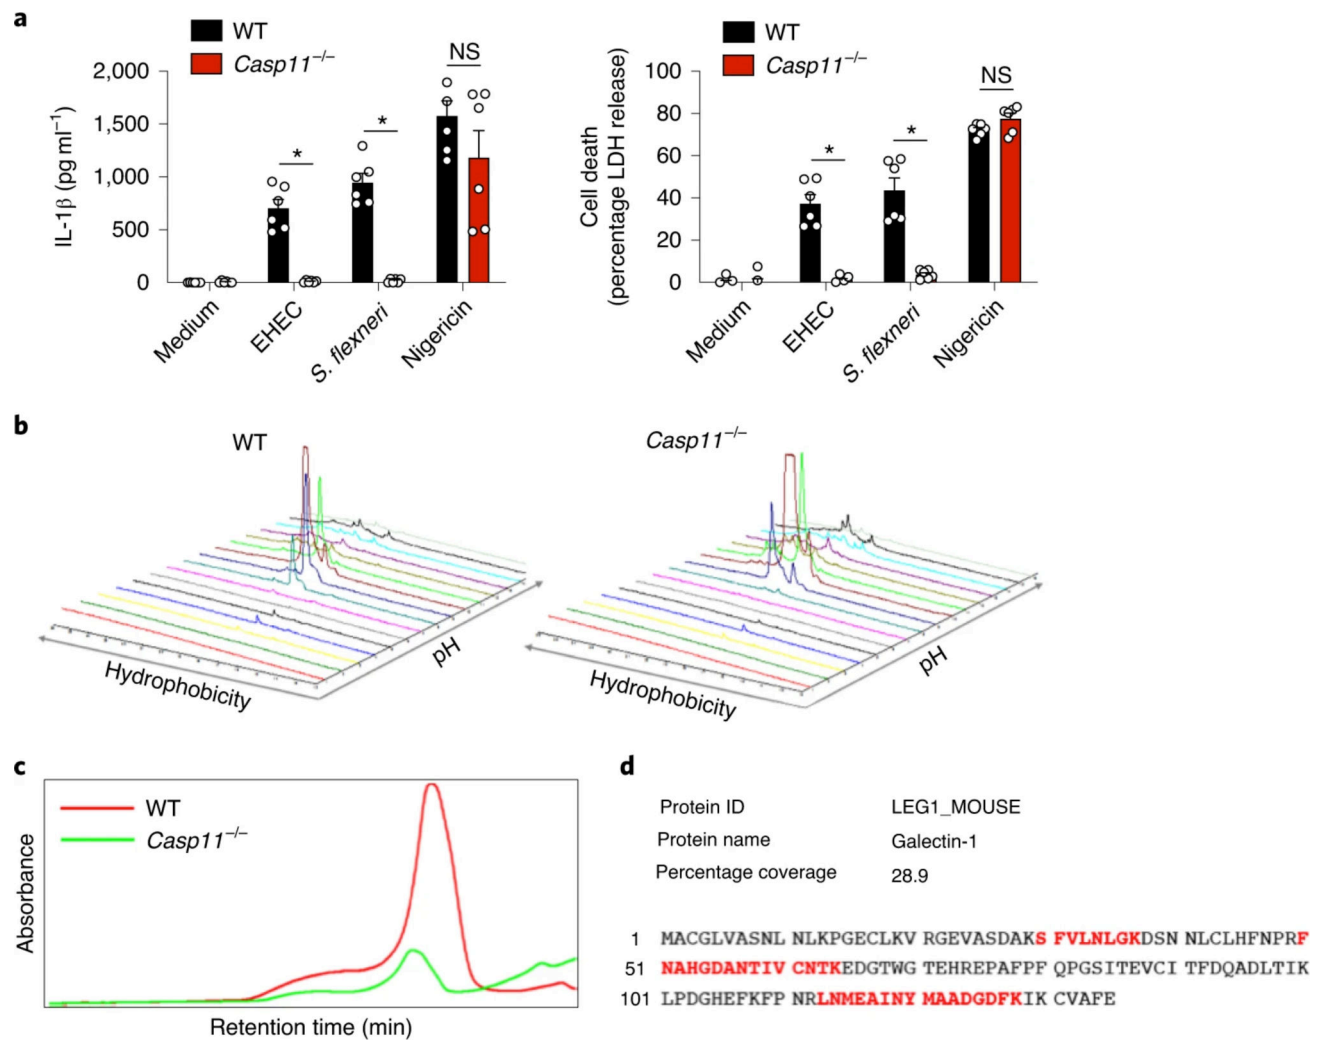 a
WT
Casp11−/−
IL-1β (pg ml−1)
2,000
1,500
1,000
500
0
NS
*
*
Medium
EHEC
S. flexneri
Nigericin
WT
Casp11−/−
Cell death
(percentage LDH release)
100
80
60
40
20
0
NS
*
*
Medium
EHEC
S. flexneri
Nigericin
b
WT
Casp11−/−
Hydrophobicity
pH
Hydrophobicity
pH
c
WT
Casp11−/−
Absorbance
Retention time (min)
d
Protein ID LEG1_MOUSE
Protein name Galectin-1
Percentage coverage 28.9
1 MACGLVASNL NLKPGECLKV RGEVASDAKS FVLNLGKDSN NLCLHFNPRF
51 NAHGDANTIV CNTKEDGTWG TEHREPAFPF QPGSITEVCI TFDQADLTIK
101 LPDGHEFKFP NRLNMEAINY MAADGDFKIK CVAFE